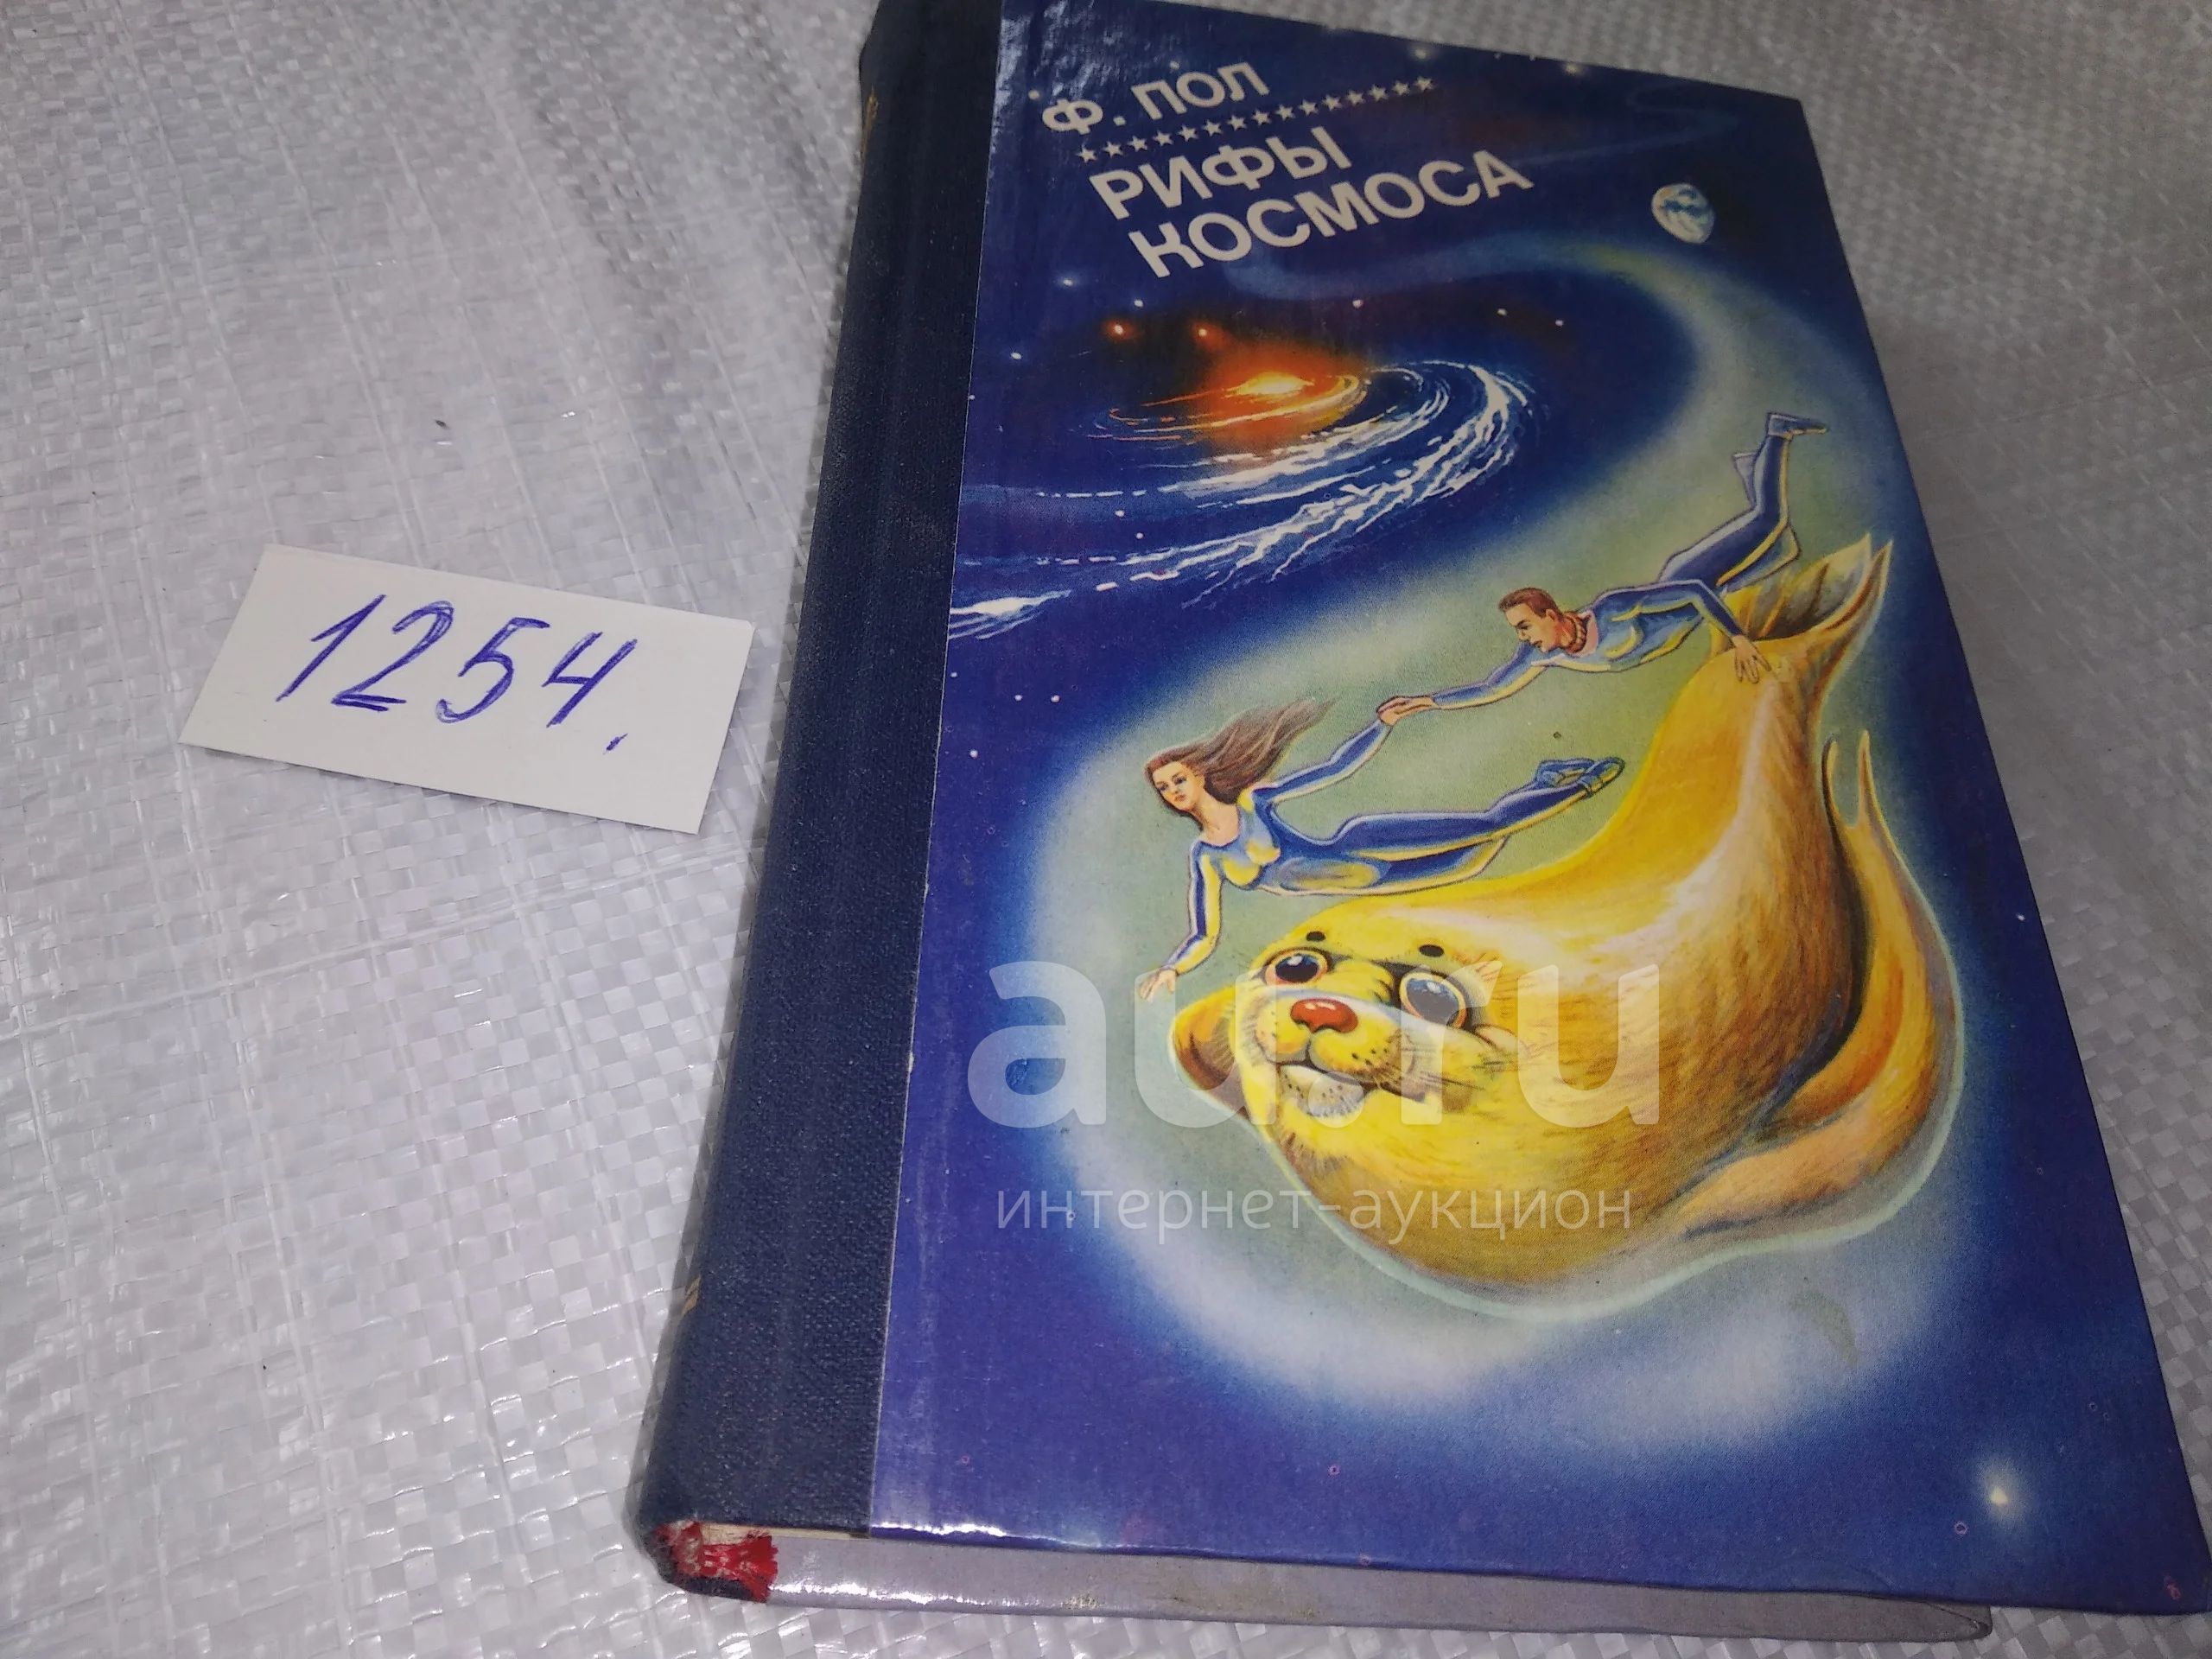 Ф. ПОЛ
РИФЫ
КОСМОСА
1254.
au.ru
интернет-аукцион